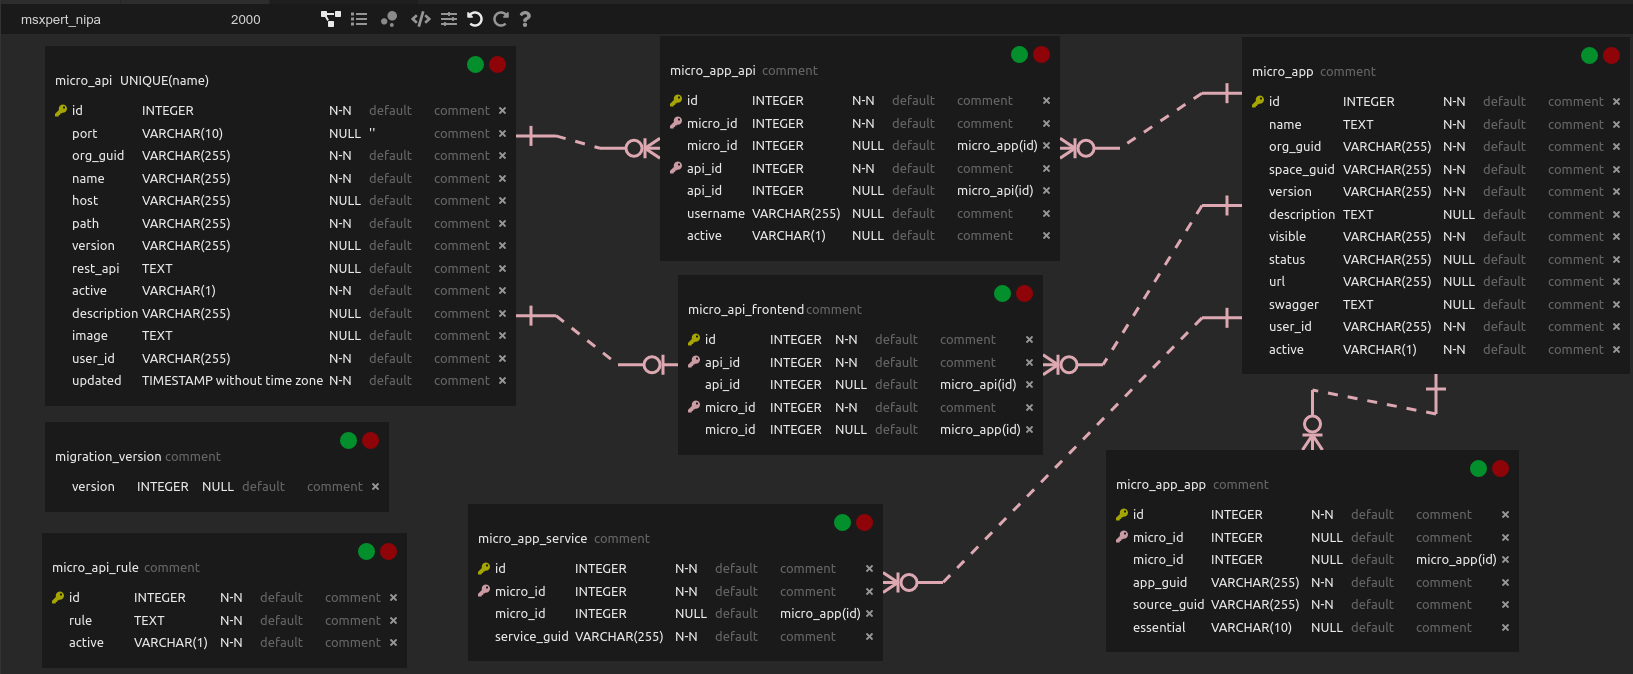 msxpert_nipa 2000 </> ?
micro_api UNIQUE(name)
id INTEGER N-N default comment ×
port VARCHAR(10) NULL '' comment ×
org_guid VARCHAR(255) N-N default comment ×
name VARCHAR(255) N-N default comment ×
host VARCHAR(255) NULL default comment ×
path VARCHAR(255) N-N default comment ×
version VARCHAR(255) NULL default comment ×
rest_api TEXT NULL default comment ×
active VARCHAR(1) N-N default comment ×
description VARCHAR(255) NULL default comment ×
image TEXT NULL default comment ×
user_id VARCHAR(255) N-N default comment ×
updated TIMESTAMP without time zone N-N default comment ×
micro_app_api comment
id INTEGER N-N default comment ×
micro_id INTEGER N-N default comment ×
micro_id INTEGER NULL default micro_app(id) ×
api_id INTEGER N-N default comment ×
api_id INTEGER NULL default micro_api(id) ×
username VARCHAR(255) NULL default comment ×
active VARCHAR(1) NULL default comment ×
micro_app comment
id INTEGER N-N default comment ×
name TEXT N-N default comment ×
org_guid VARCHAR(255) N-N default comment ×
space_guid VARCHAR(255) N-N default comment ×
version VARCHAR(255) N-N default comment ×
description TEXT NULL default comment ×
visible VARCHAR(255) N-N default comment ×
status VARCHAR(255) NULL default comment ×
url VARCHAR(255) NULL default comment ×
swagger TEXT NULL default comment ×
user_id VARCHAR(255) N-N default comment ×
active VARCHAR(1) N-N default comment ×
micro_api_frontend comment
id INTEGER N-N default comment ×
api_id INTEGER N-N default comment ×
api_id INTEGER NULL default micro_api(id) ×
micro_id INTEGER N-N default comment ×
micro_id INTEGER NULL default micro_app(id) ×
migration_version comment
version INTEGER NULL default comment ×
micro_api_rule comment
id INTEGER N-N default comment ×
rule TEXT N-N default comment ×
active VARCHAR(1) N-N default comment ×
micro_app_service comment
id INTEGER N-N default comment ×
micro_id INTEGER N-N default comment ×
micro_id INTEGER NULL default micro_app(id) ×
service_guid VARCHAR(255) N-N default comment ×
micro_app_app comment
id INTEGER N-N default comment ×
micro_id INTEGER NULL default comment ×
micro_id INTEGER NULL default micro_app(id) ×
app_guid VARCHAR(255) N-N default comment ×
source_guid VARCHAR(255) N-N default comment ×
essential VARCHAR(10) NULL default comment ×